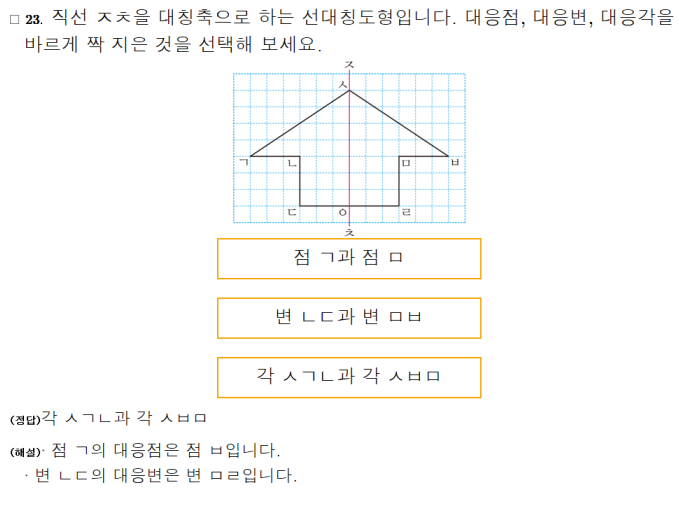 □ 23. 직선 ㅈㅊ을 대칭축으로 하는 선대칭도형입니다. 대응점, 대응변, 대응각을
바르게 짝 지은 것을 선택해 보세요.
ㅈ
ㅅ
ㄱ ㄴ ㅁ ㅂ
ㄷ ㅇ ㄹ
ㅊ
점 ㄱ과 점 ㅁ
변 ㄴㄷ과 변 ㅁㅂ
각 ㅅㄱㄴ과 각 ㅅㅂㅁ
(정답)각 ㅅㄱㄴ과 각 ㅅㅂㅁ
(해설)· 점 ㄱ의 대응점은 점 ㅂ입니다.
· 변 ㄴㄷ의 대응변은 변 ㅁㄹ입니다.